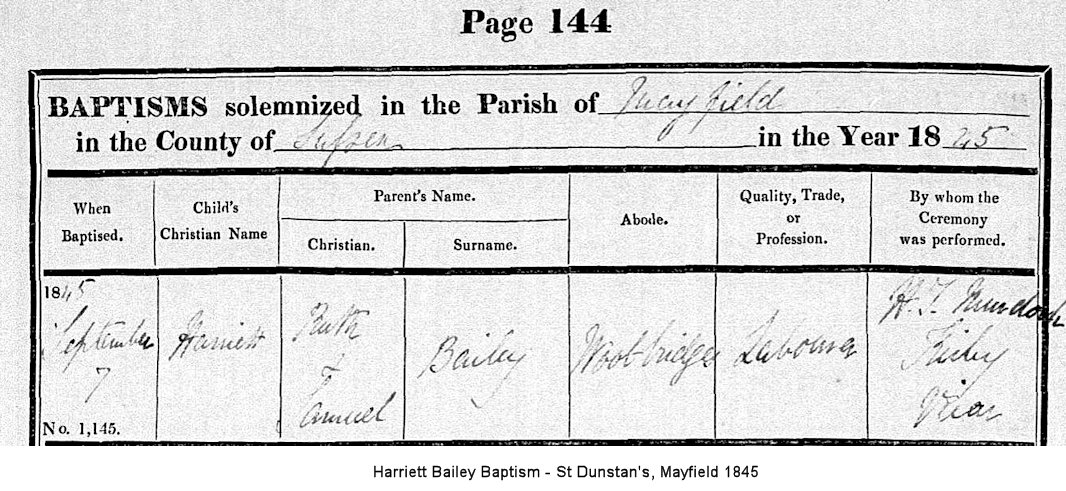 Page 144
BAPTISMS solemnized in the Parish of Mayfield
in the County of Sussex in the Year 1845
When Baptised.
Child's Christian Name
Parent's Name.
Christian.
Surname.
Abode.
Quality, Trade, or Profession.
By whom the Ceremony was performed.
1845
September
7
No. 1,145.
Harriett
Ruth
&
Samuel
Bailey
Labourer
H. T. Murdoch
Kirby
Vicar
Harriett Bailey Baptism - St Dunstan's, Mayfield 1845